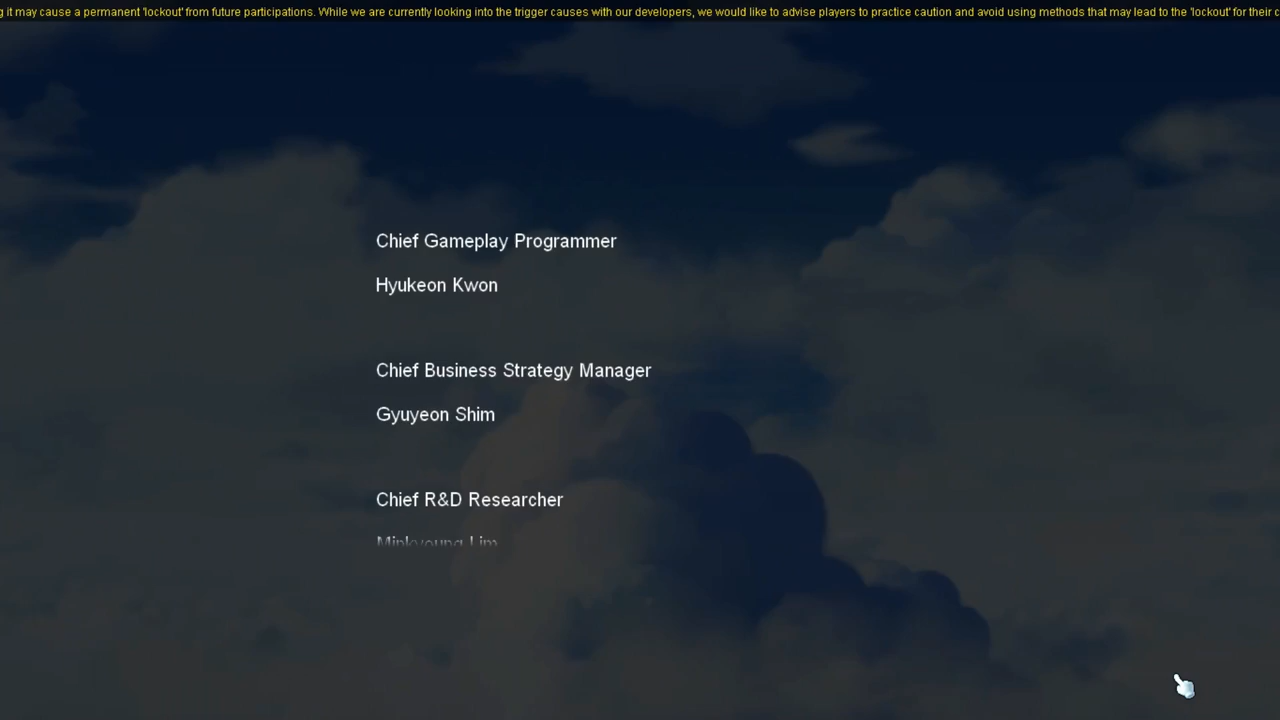 g it may cause a permanent 'lockout' from future participations. While we are currently looking into the trigger causes with our developers, we would like to advise players to practice caution and avoid using methods that may lead to the 'lockout' for their c
Chief Gameplay Programmer
Hyukeon Kwon
Chief Business Strategy Manager
Gyuyeon Shim
Chief R&D Researcher
Minkyoung Lim